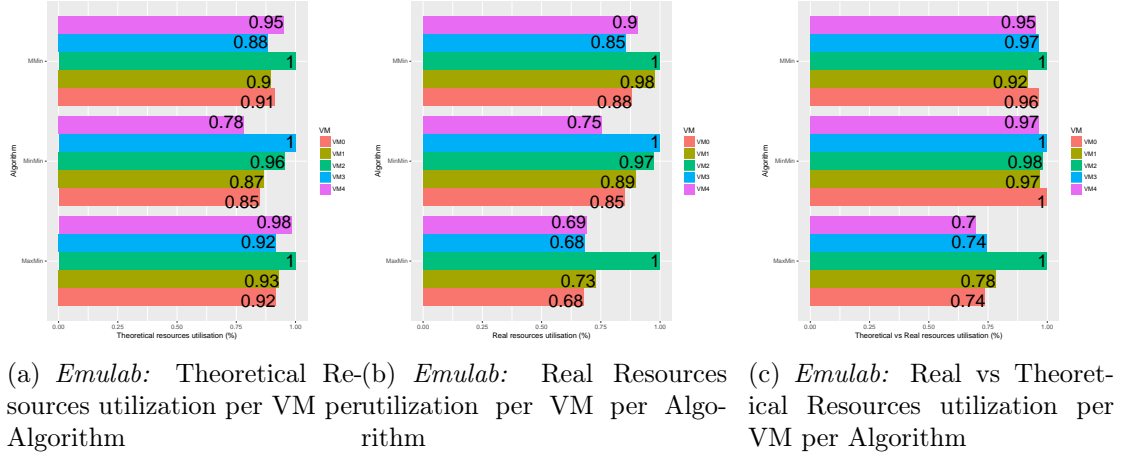 0.95
0.88
1
0.9
0.91
0.78
1
0.96
0.87
0.85
0.98
0.92
1
0.93
0.92
MMin
MinMin
MaxMin
Algorithm
0.00 0.25 0.50 0.75 1.00
Theoretical resources utilisation (%)
VM
VM0
VM1
VM2
VM3
VM4
0.9
0.85
1
0.98
0.88
0.75
1
0.97
0.89
0.85
0.69
0.68
1
0.73
0.68
MMin
MinMin
MaxMin
Algorithm
0.00 0.25 0.50 0.75 1.00
Real resources utilisation (%)
VM
VM0
VM1
VM2
VM3
VM4
0.95
0.97
1
0.92
0.96
0.97
1
0.98
0.97
1
0.7
0.74
1
0.78
0.74
MMin
MinMin
MaxMin
Algorithm
0.00 0.25 0.50 0.75 1.00
Theoretical vs Real resources utilisation (%)
VM
VM0
VM1
VM2
VM3
VM4
(a) Emulab: Theoretical Re-
sources utilization per VM per
Algorithm
(b) Emulab: Real Resources
utilization per VM per Algo-
rithm
(c) Emulab: Real vs Theoret-
ical Resources utilization per
VM per Algorithm